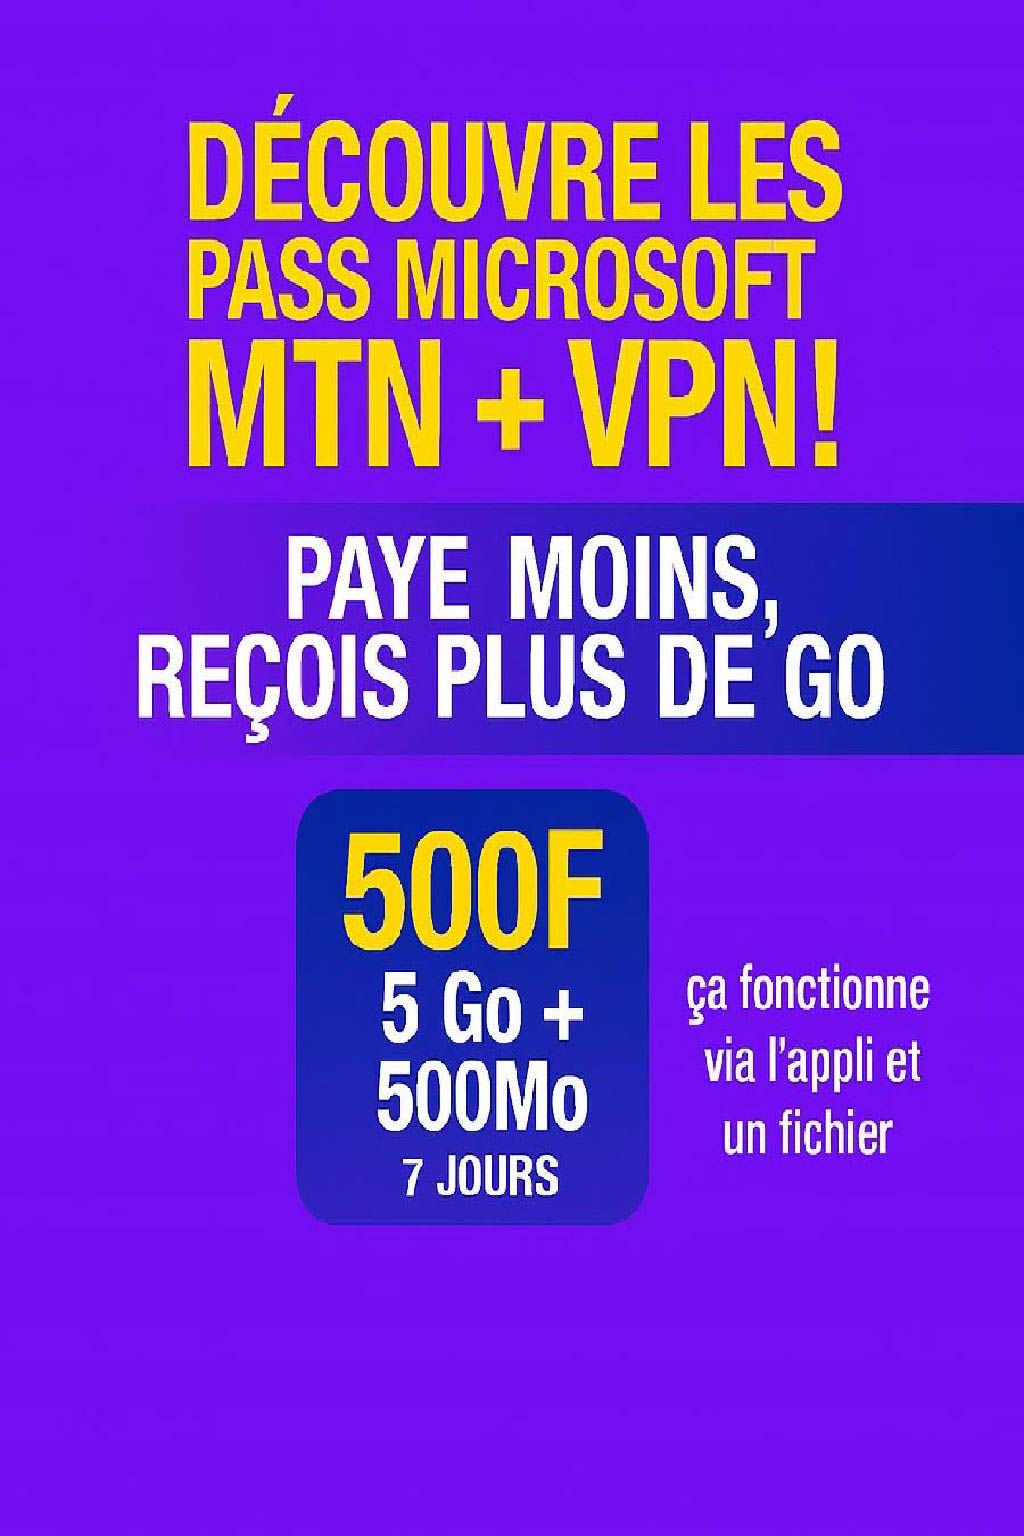 DÉCOUVRE LES
PASS MICROSOFT
MTN + VPN!
PAYE MOINS,
REÇOIS PLUS DE GO
500F
5 Go +
500Mo
7 JOURS
ça fonctionne
via l'appli et
un fichier